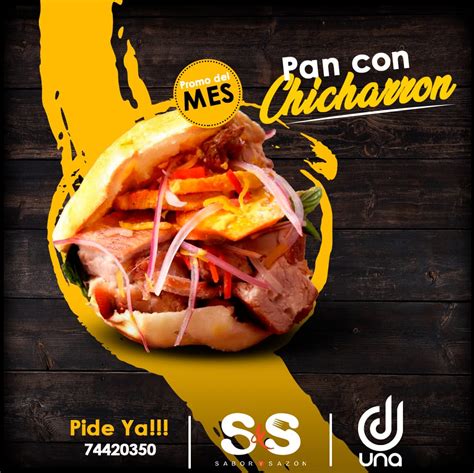 Promo del
MES
Pan con
Chicharron
Pide Ya!!!
74420350
S&S
SABOR Y SAZON
d
una